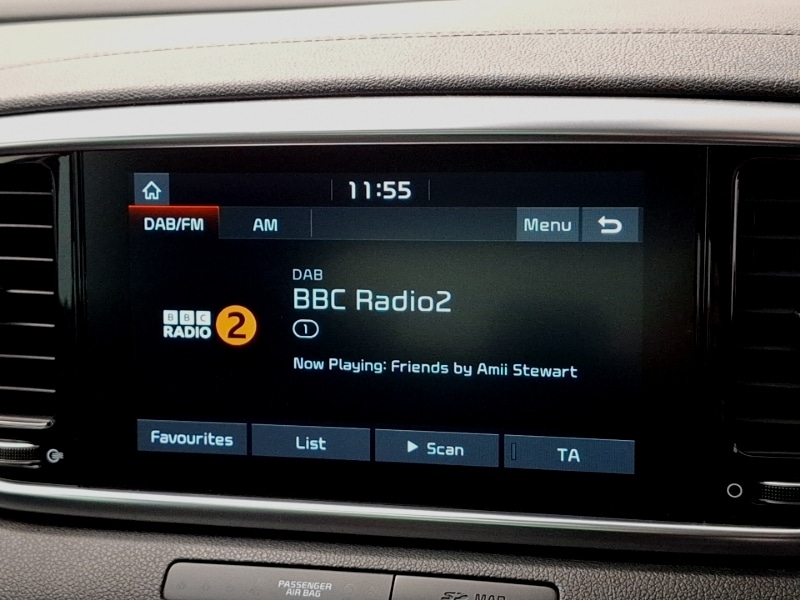 11:55
DAB/FM AM Menu
DAB
BBC Radio2
BBC
RADIO 2
1
Now Playing: Friends by Amii Stewart
Favourites List Scan TA
PASSENGER
AIR BAG
MAP